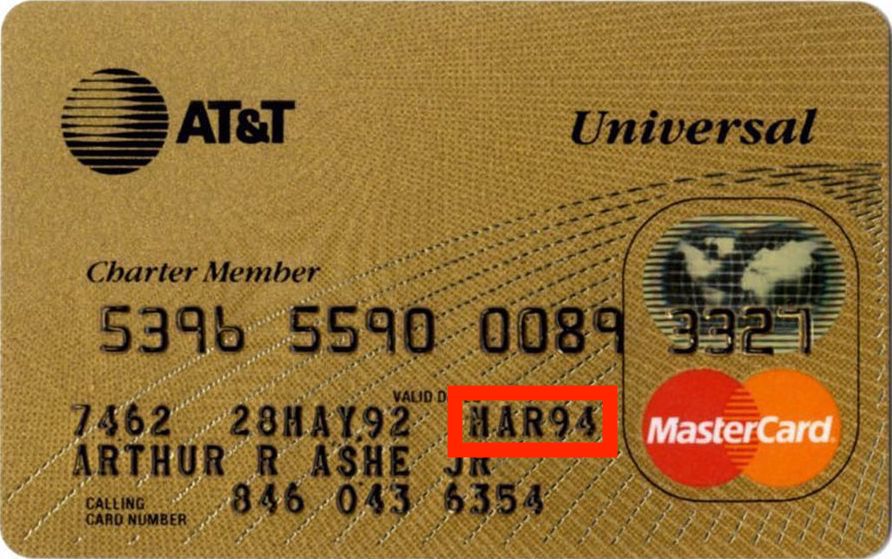 AT&T Universal
Charter Member
5396 5590 0089 3327
VALID
7462 28MAY92 MAR94
MasterCard
ARTHUR R ASHE JR
CALLING
CARD NUMBER 846 043 6354